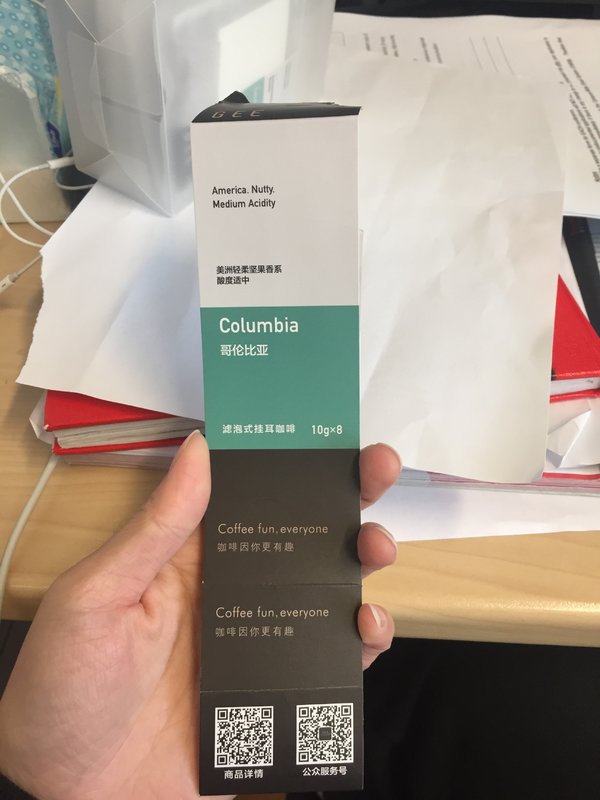 GEE
America. Nutty.
Medium Acidity
美洲轻柔坚果香系
酸度适中
Columbia
哥伦比亚
滤泡式挂耳咖啡 10g×8
Coffee fun, everyone
咖啡因你更有趣
Coffee fun, everyone
咖啡因你更有趣
商品详情 公众服务号